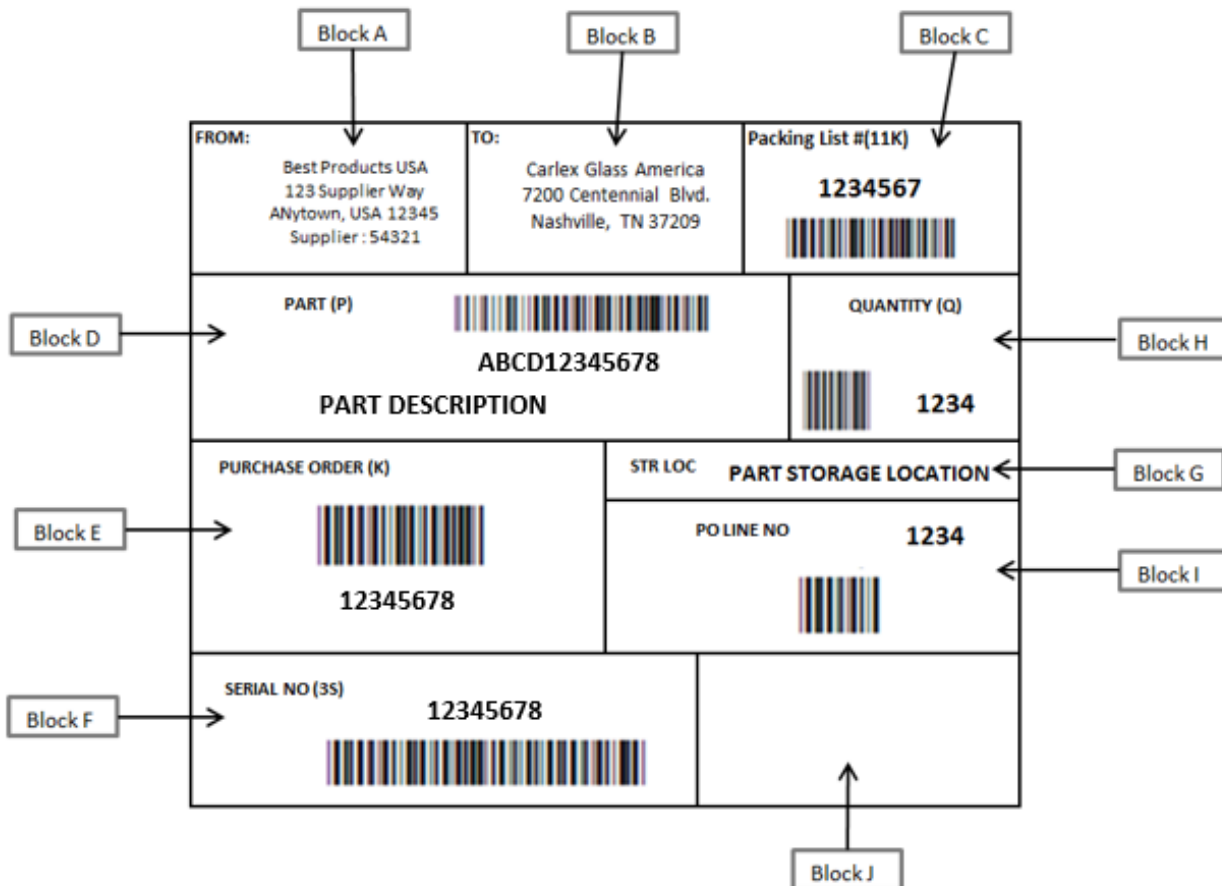 Block A
Block B
Block C
FROM:
Best Products USA
123 Supplier Way
ANytown, USA 12345
Supplier : 54321
TO:
Carlex Glass America
7200 Centennial Blvd.
Nashville, TN 37209
Packing List #(11K)
1234567
Block D
PART (P)
ABCD12345678
PART DESCRIPTION
QUANTITY (Q)
1234
Block H
Block E
PURCHASE ORDER (K)
12345678
STR LOC PART STORAGE LOCATION
Block G
PO LINE NO 1234
Block I
Block F
SERIAL NO (3S)
12345678
Block J